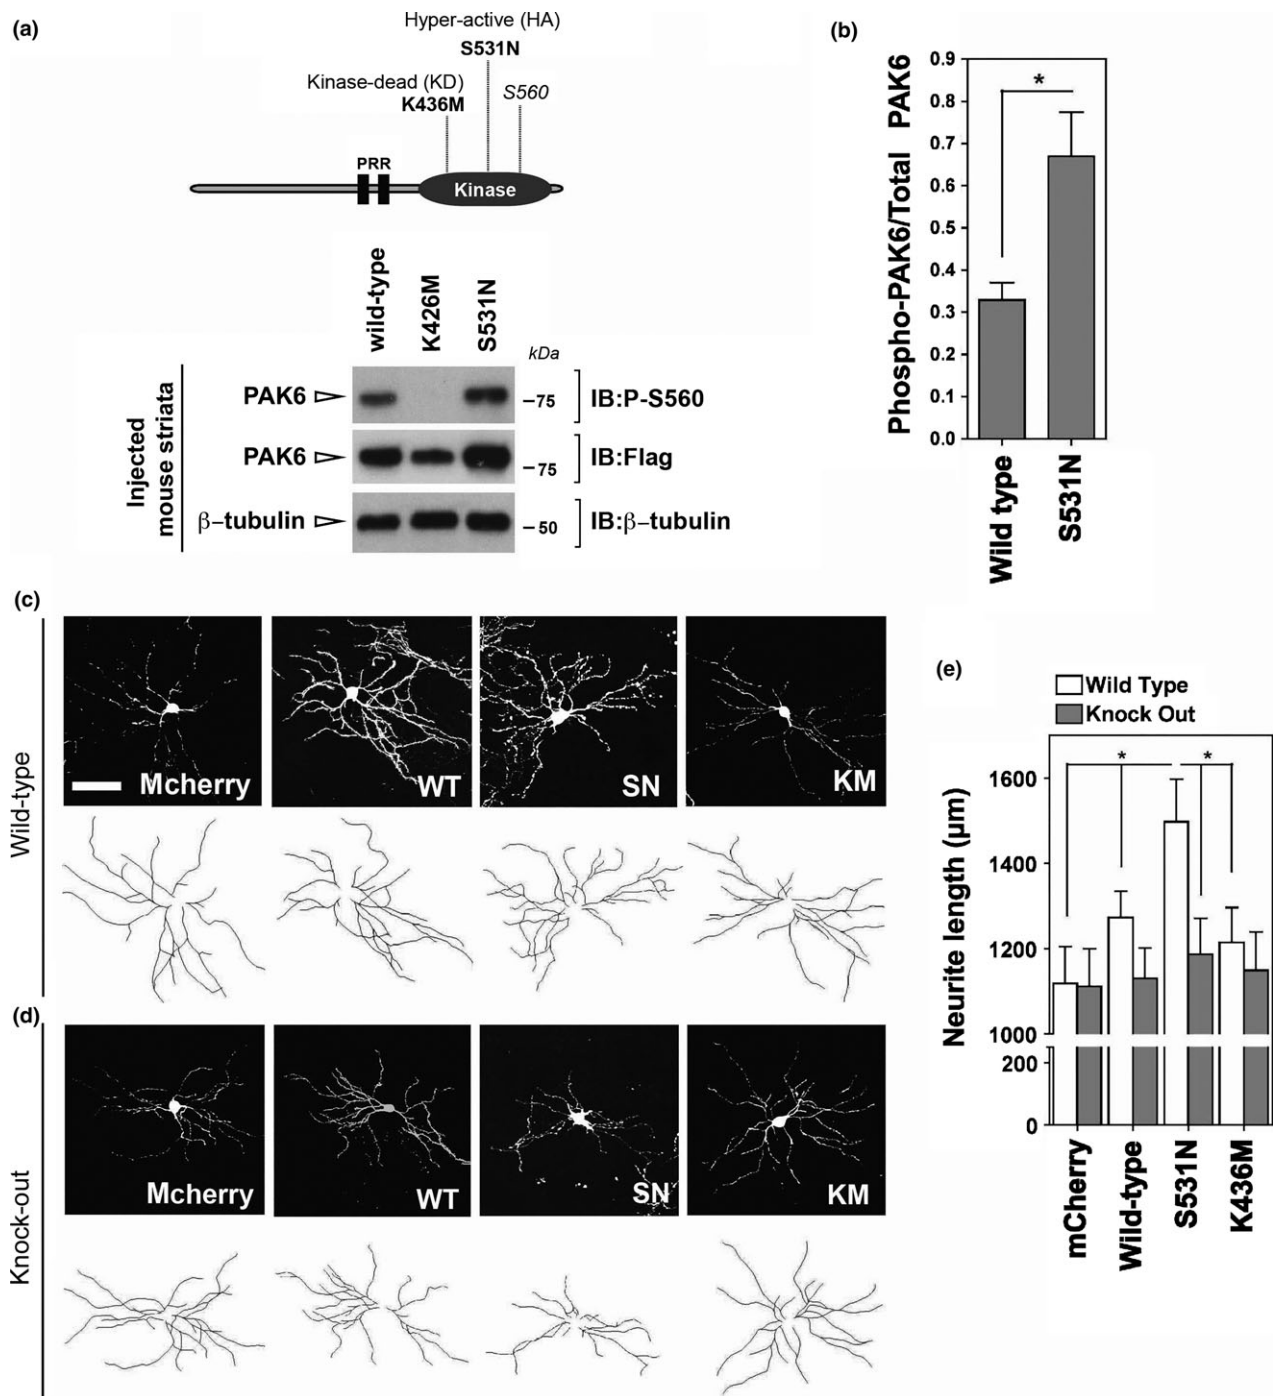 (a)
Hyper-active (HA)
S531N
Kinase-dead (KD)
K436M
S560
PRR
Kinase
wild-type
K426M
S531N
kDa
Injected
mouse striata
PAK6
–75
IB:P-S560
PAK6
–75
IB:Flag
β–tubulin
–50
IB:β–tubulin
(b)
Phospho-PAK6/Total PAK6
0.9
0.8
0.7
0.6
0.5
0.4
0.3
0.2
0.1
0.0
*
Wild type
S531N
(c)
Wild-type
Mcherry
WT
SN
KM
(d)
Knock-out
Mcherry
WT
SN
KM
(e)
Wild Type
Knock Out
Neurite length (μm)
1600
1400
1200
1000
200
0
*
*
mCherry
Wild-type
S531N
K436M